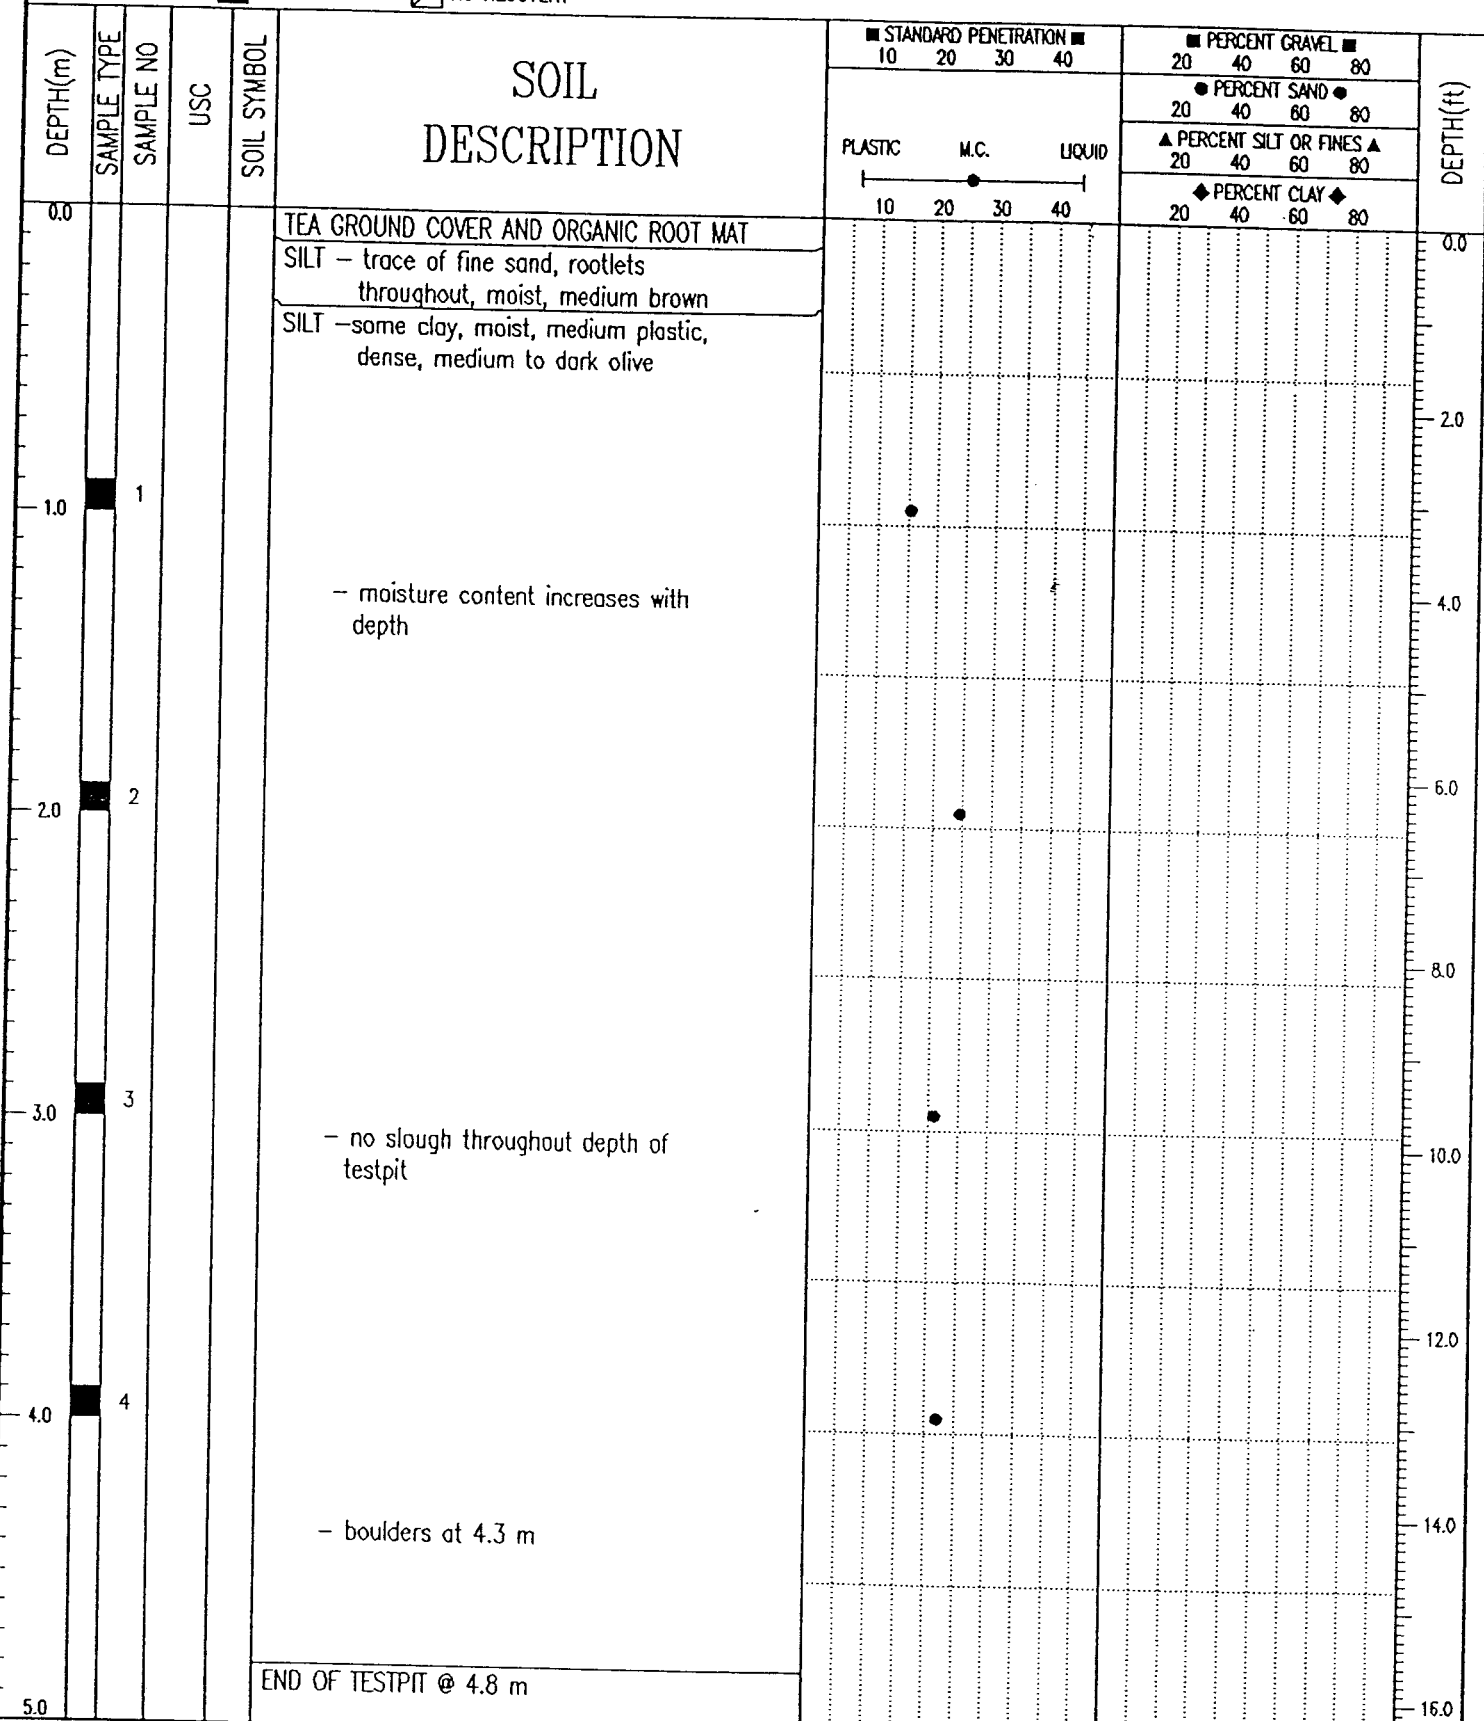 DEPTH(m)
SAMPLE TYPE
SAMPLE NO
USC
SOIL SYMBOL
SOIL
DESCRIPTION
■ STANDARD PENETRATION ■
10 20 30 40
PLASTIC M.C. LIQUID
10 20 30 40
■ PERCENT GRAVEL ■
20 40 60 80
● PERCENT SAND ●
20 40 60 80
▲ PERCENT SILT OR FINES ▲
20 40 60 80
◆ PERCENT CLAY ◆
20 40 60 80
DEPTH(ft)
0.0
TEA GROUND COVER AND ORGANIC ROOT MAT
0.0
SILT – trace of fine sand, rootlets
throughout, moist, medium brown
SILT –some clay, moist, medium plastic,
dense, medium to dark olive
2.0
1
1.0
– moisture content increases with
depth
4.0
2
2.0
6.0
8.0
3
3.0
– no slough throughout depth of
testpit
10.0
12.0
4
4.0
– boulders at 4.3 m
14.0
END OF TESTPIT @ 4.8 m
5.0
16.0